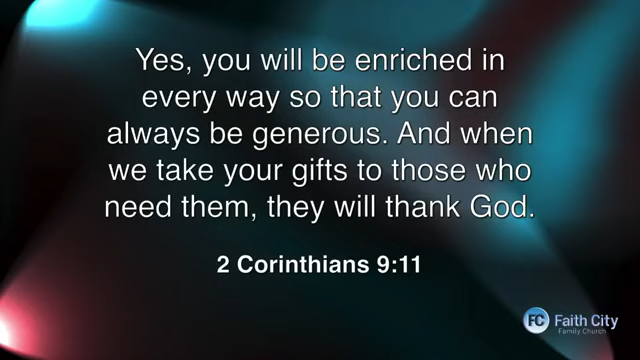 Yes, you will be enriched in
every way so that you can
always be generous. And when
we take your gifts to those who
need them, they will thank God.
2 Corinthians 9:11
FC Faith City
Family Church